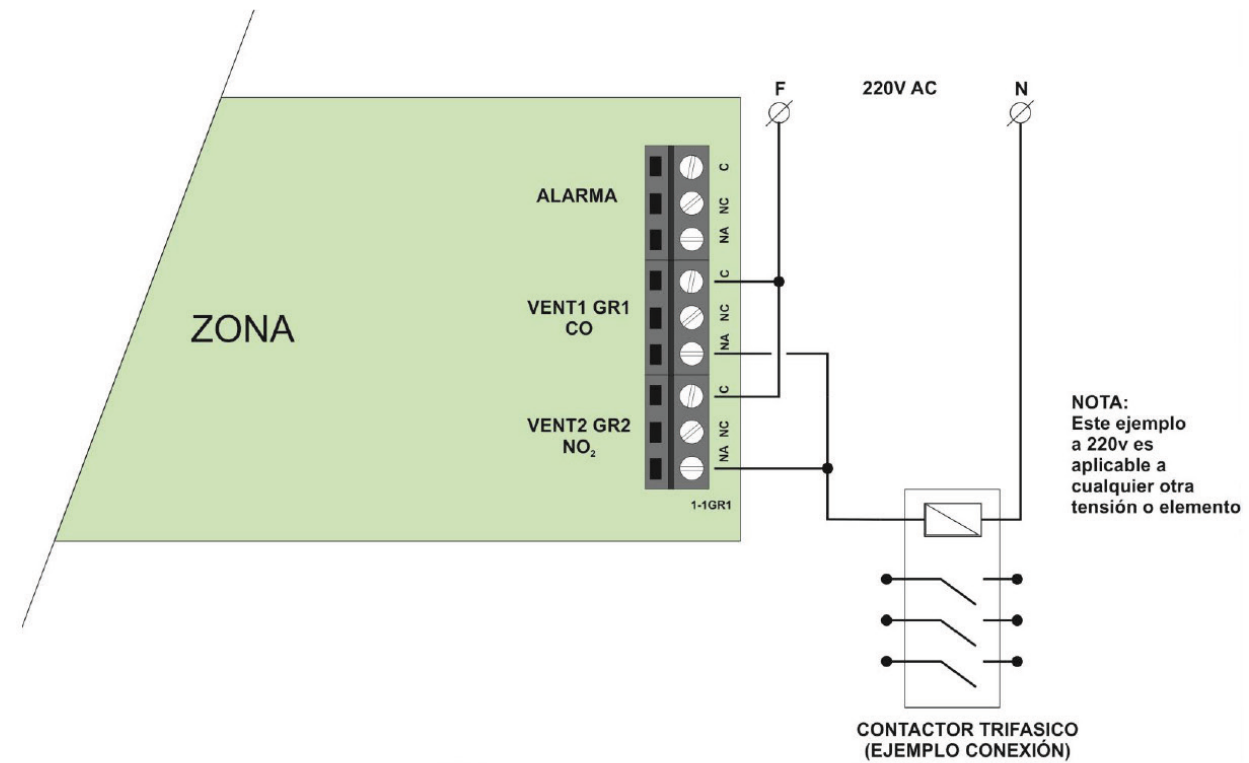 F
220V AC
N
ALARMA
C
NC
NA
ZONA
VENT1 GR1
CO
C
NC
NA
VENT2 GR2
NO₂
C
NC
NA
1-1GR1
NOTA:
Este ejemplo
a 220v es
aplicable a
cualquier otra
tensión o elemento
CONTACTOR TRIFASICO
(EJEMPLO CONEXIÓN)